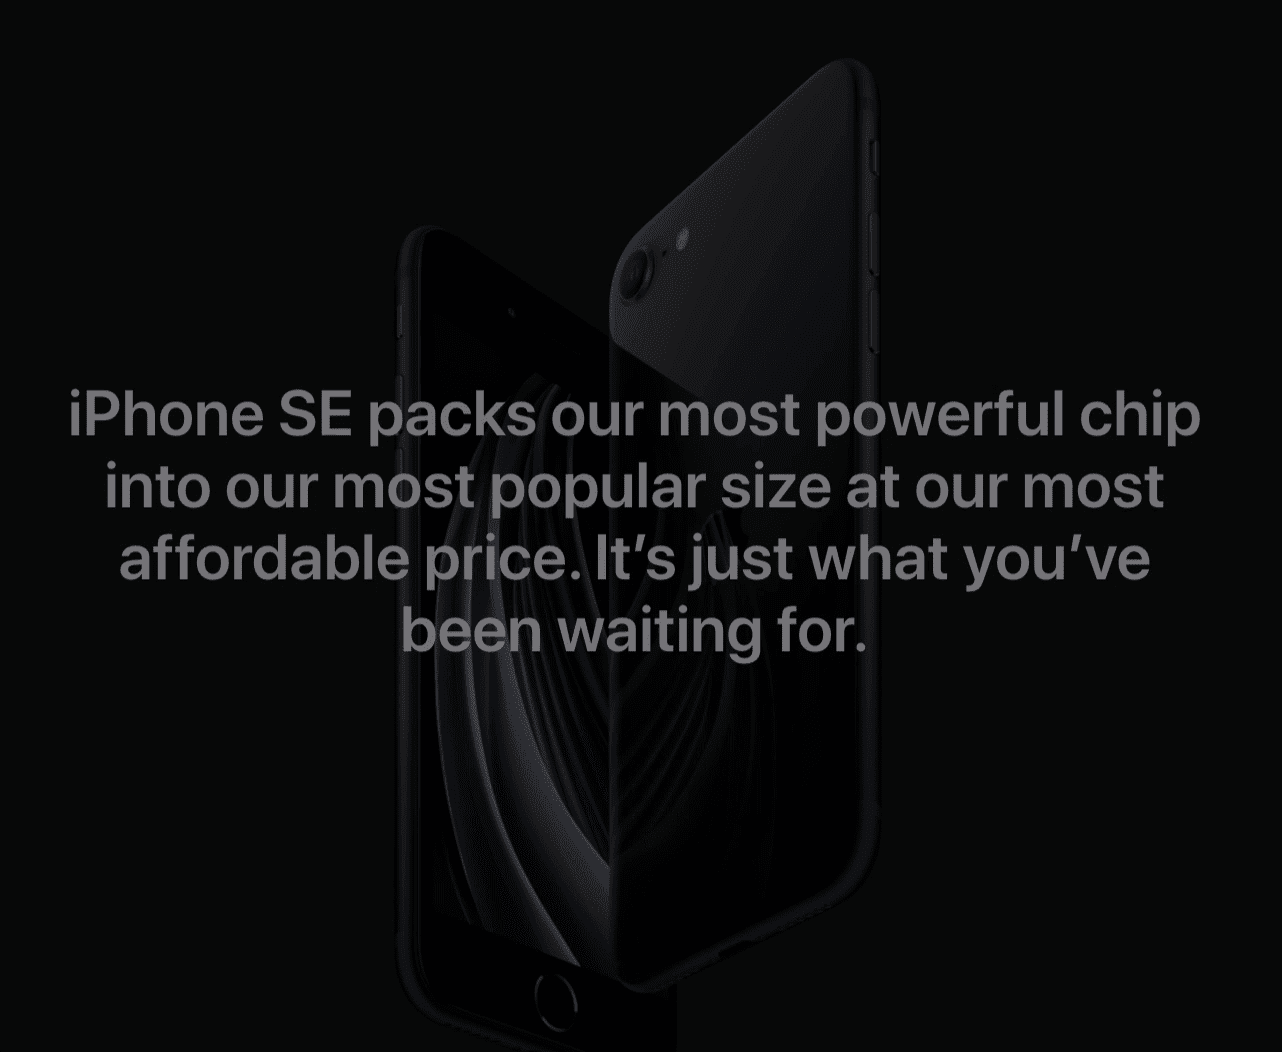 iPhone SE packs our most powerful chip
into our most popular size at our most
affordable price. It’s just what you’ve
been waiting for.